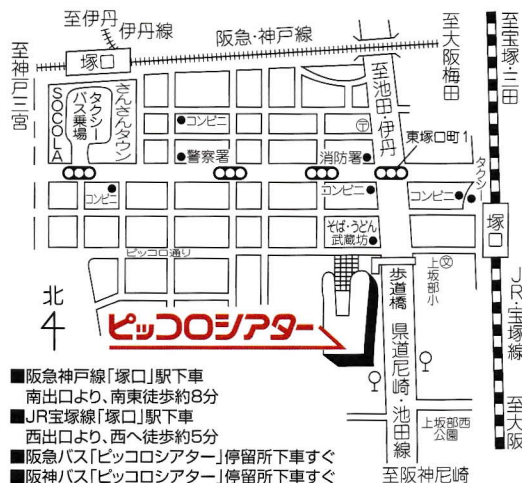 至伊丹
伊丹線
阪急・神戸線
至神戸三宮
塚口
至大阪梅田
至宝塚・三田
SOCOLA
タクシー
バス乗場
さんさんタウン
コンビニ
〒
至池田・伊丹
警察署
消防署
東塚口町1
コンビニ
コンビニ
コンビニ
タクシー
そば・うどん
武蔵坊
塚口
ピッコロ通り
文
上坂部小
歩道橋
北
ピッコロシアター
県道尼崎・池田線
JR・宝塚線
至大阪
上坂部西
公園
至阪神尼崎
■阪急神戸線「塚口」駅下車
南出口より、南東徒歩約8分
■JR宝塚線「塚口」駅下車
西出口より、西へ徒歩約5分
■阪急バス「ピッコロシアター」停留所下車すぐ
■阪神バス「ピッコロシアター」停留所下車すぐ